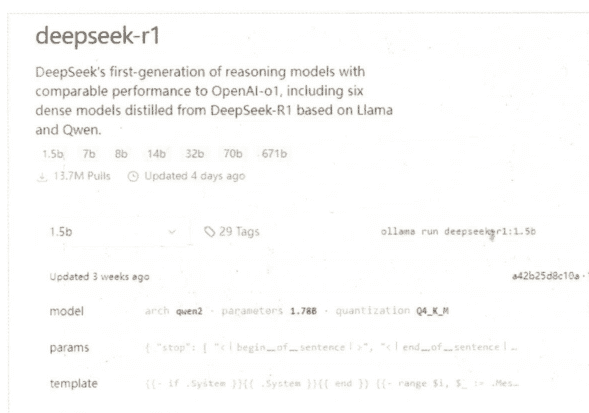 deepseek-r1
DeepSeek's first-generation of reasoning models with
comparable performance to OpenAI-o1, including six
dense models distilled from DeepSeek-R1 based on Llama
and Qwen.
1.5b 7b 8b 14b 32b 70b 671b
13.7M Pulls Updated 4 days ago
1.5b 29 Tags ollama run deepseek-r1:1.5b
Updated 3 weeks ago a42b25d8c10a ·
model arch qwen2 · parameters 1.78B · quantization Q4_K_M
params { "stop": [ "<|begin__of__sentence|>", "<|end__of__sentence|…
template {{- if .System }}{{ .System }}{{ end }} {{- range $i, $_ := .Mes…